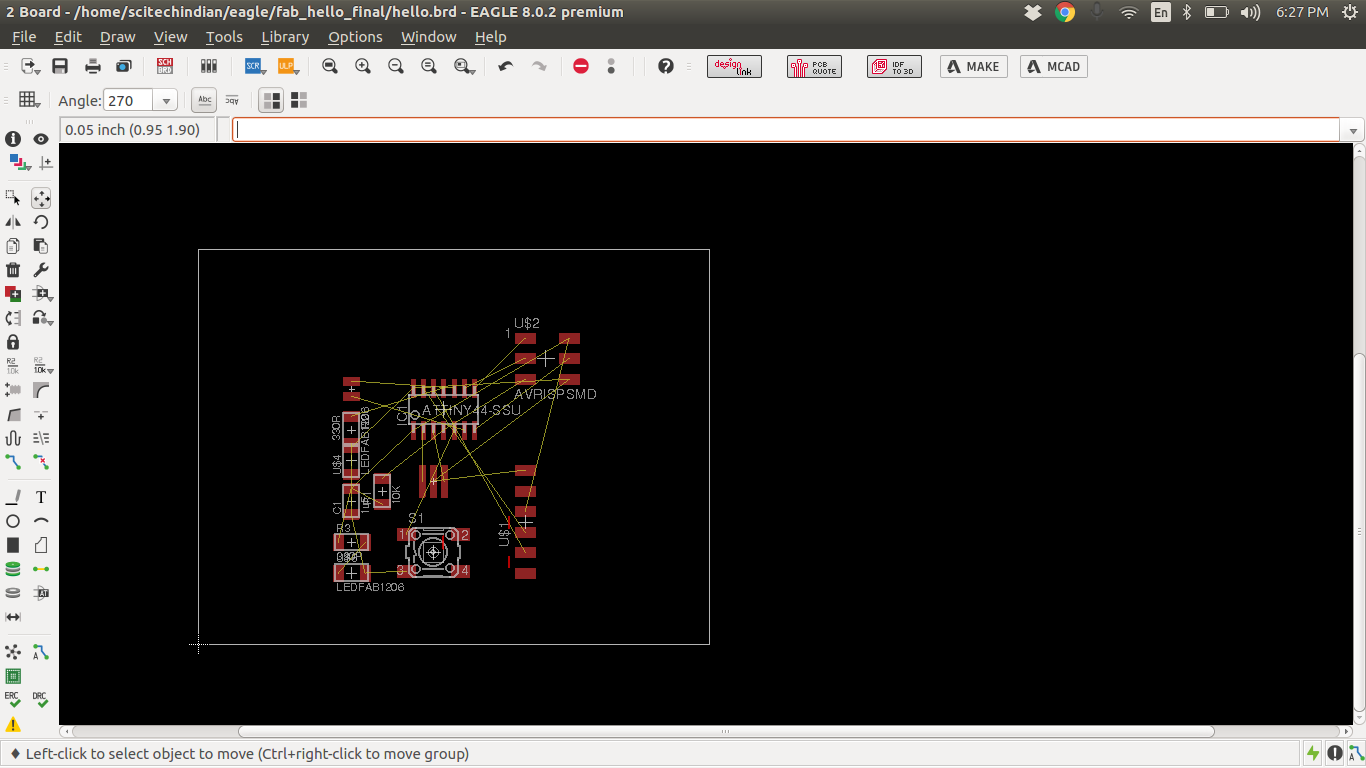 2 Board - /home/scitechindian/eagle/fab_hello_final/hello.brd - EAGLE 8.0.2 premium
En
6:27 PM
File Edit Draw View Tools Library Options Window Help
SCH
BRD
SCR
ULP
design
link
PCB
QUOTE
IDF
TO 3D
MAKE
MCAD
Angle: 270
Abc
Abc
0.05 inch (0.95 1.90)
R2
10k
R2
10k
T
AT
A
ERC
DRC
U$2
1
AVRISPSMD
IC1
ATTINY44-SSU
330R
LEDFAB1206
U$4
C1
1uF
10K
S1
1
2
3
4
R3
U$1
LEDFAB1206
Left-click to select object to move (Ctrl+right-click to move group)